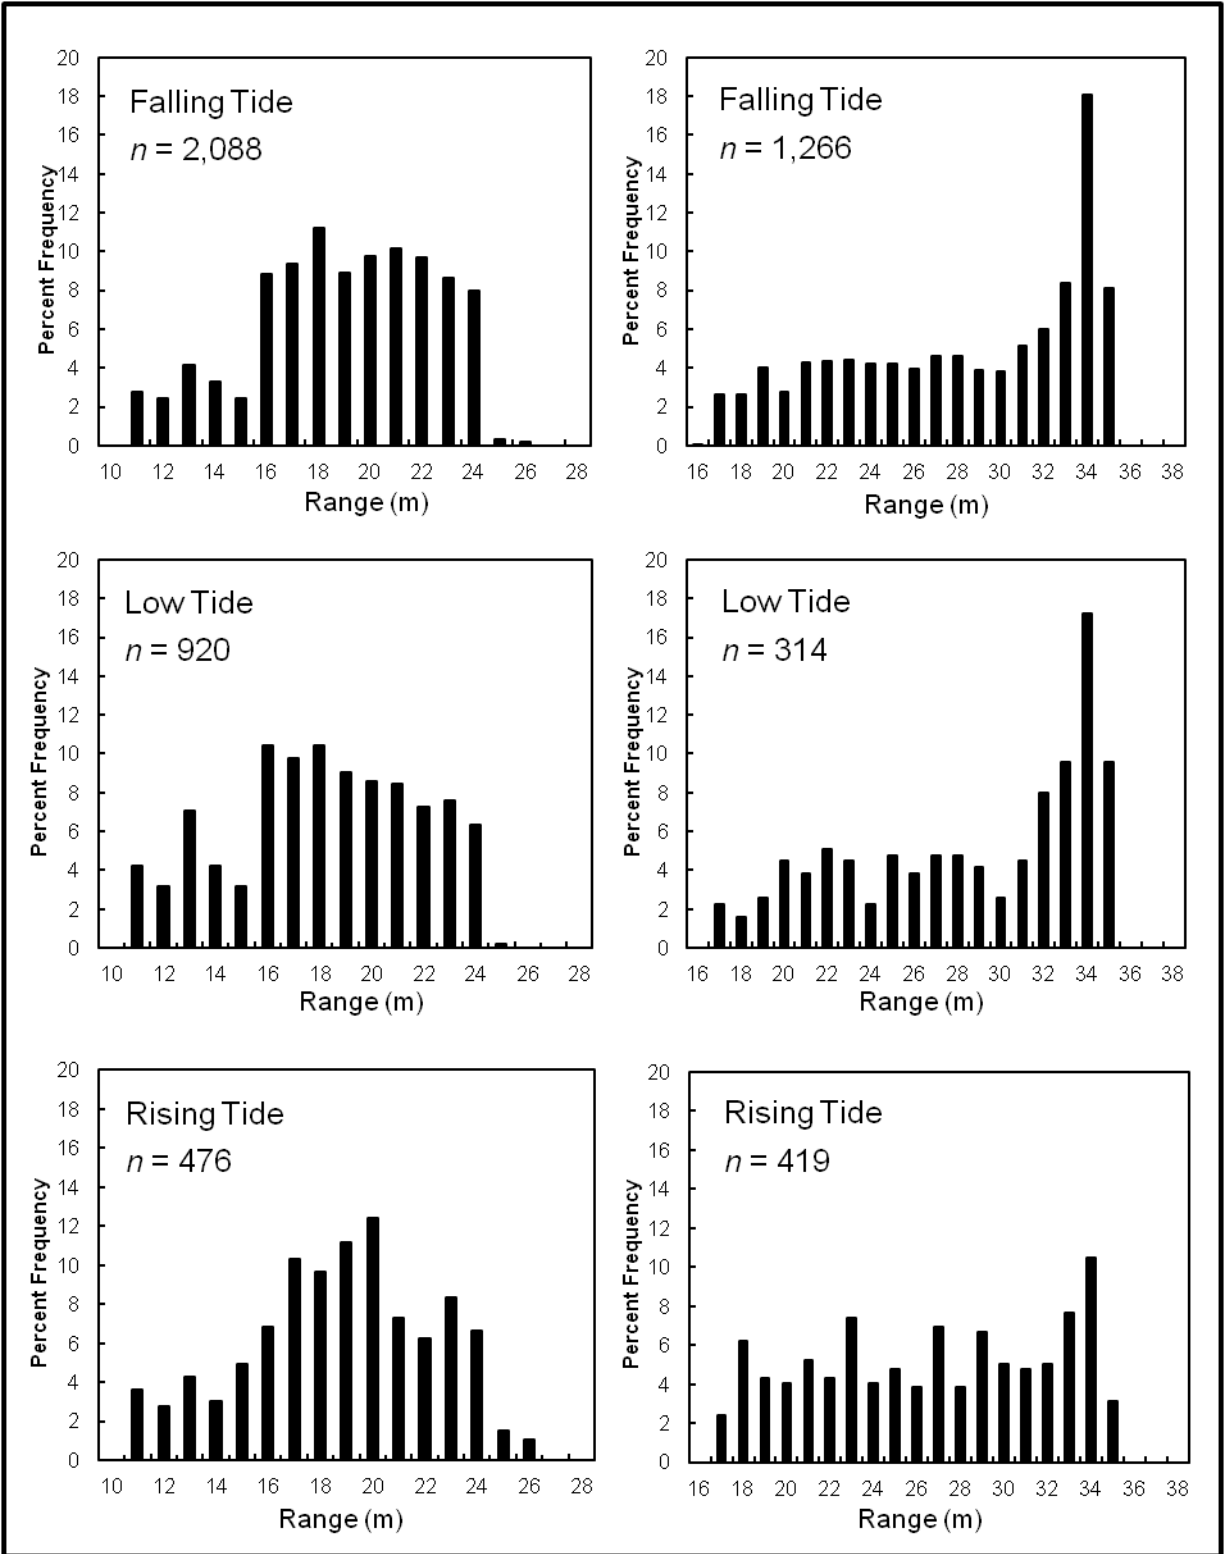 20
18
16
14
12
10
8
6
4
2
0
Percent Frequency
Falling Tide
n = 2,088
10 12 14 16 18 20 22 24 26 28
Range (m)
20
18
16
14
12
10
8
6
4
2
0
Percent Frequency
Falling Tide
n = 1,266
16 18 20 22 24 26 28 30 32 34 36 38
Range (m)
20
18
16
14
12
10
8
6
4
2
0
Percent Frequency
Low Tide
n = 920
10 12 14 16 18 20 22 24 26 28
Range (m)
20
18
16
14
12
10
8
6
4
2
0
Percent Frequency
Low Tide
n = 314
16 18 20 22 24 26 28 30 32 34 36 38
Range (m)
20
18
16
14
12
10
8
6
4
2
0
Percent Frequency
Rising Tide
n = 476
10 12 14 16 18 20 22 24 26 28
Range (m)
20
18
16
14
12
10
8
6
4
2
0
Percent Frequency
Rising Tide
n = 419
16 18 20 22 24 26 28 30 32 34 36 38
Range (m)